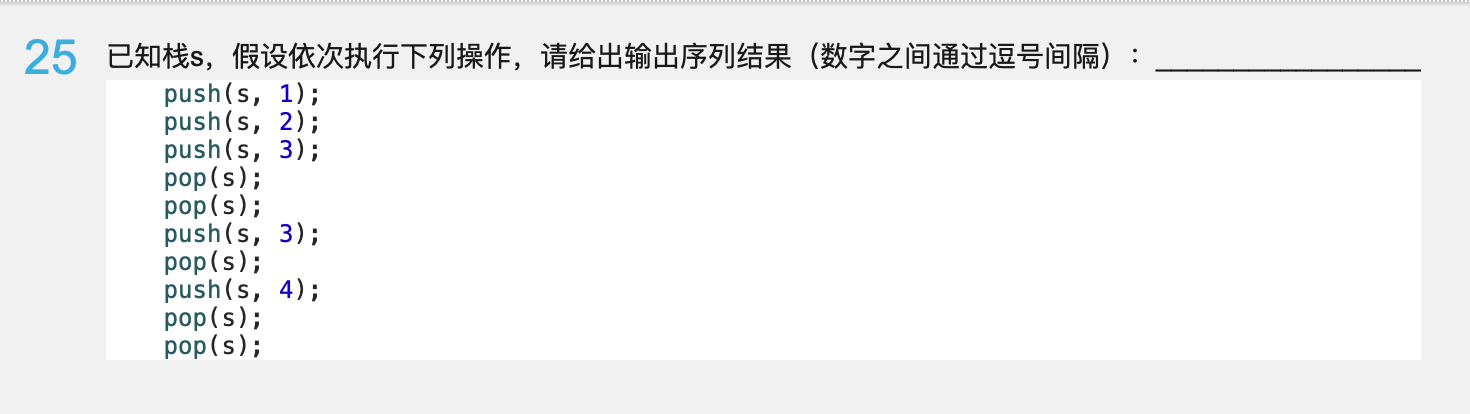 25 已知栈s，假设依次执行下列操作，请给出输出序列结果（数字之间通过逗号间隔）：
push(s, 1);
push(s, 2);
push(s, 3);
pop(s);
pop(s);
push(s, 3);
pop(s);
push(s, 4);
pop(s);
pop(s);